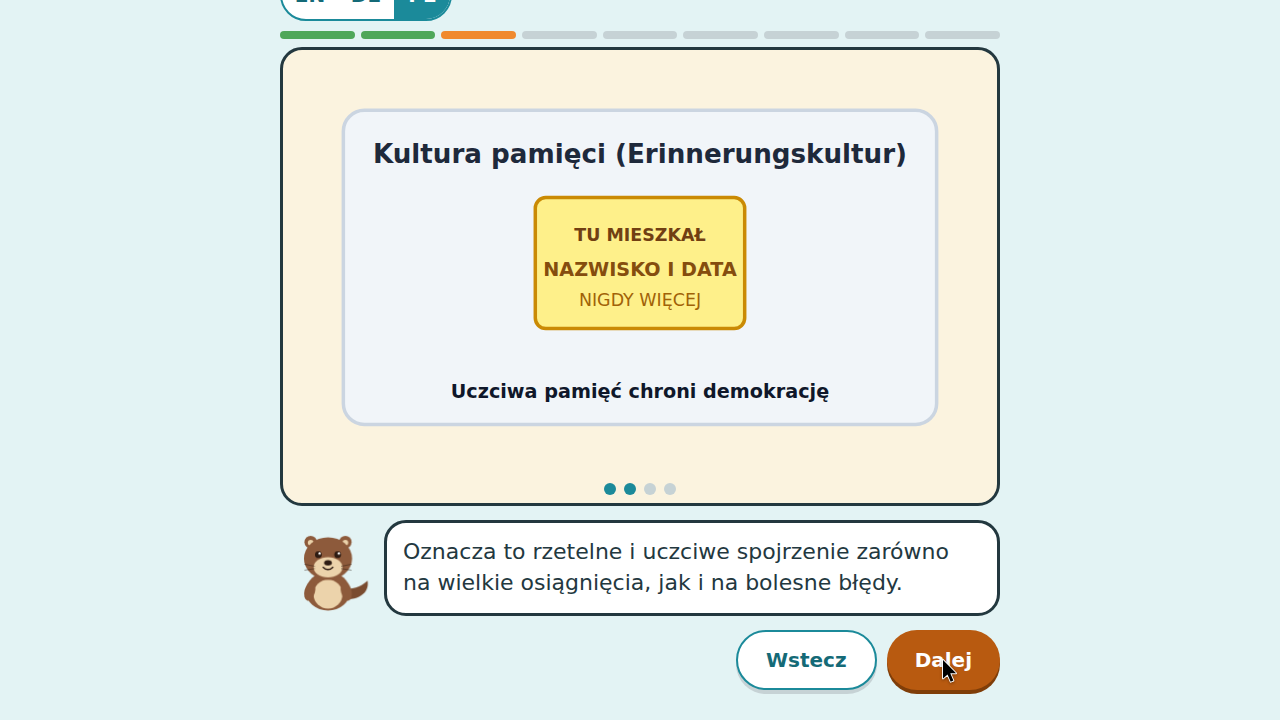 Kultura pamięci (Erinnerungskultur)
TU MIESZKAŁ
NAZWISKO I DATA
NIGDY WIĘCEJ
Uczciwa pamięć chroni demokrację
Oznacza to rzetelne i uczciwe spojrzenie zarówno
na wielkie osiągnięcia, jak i na bolesne błędy.
Wstecz
Dalej